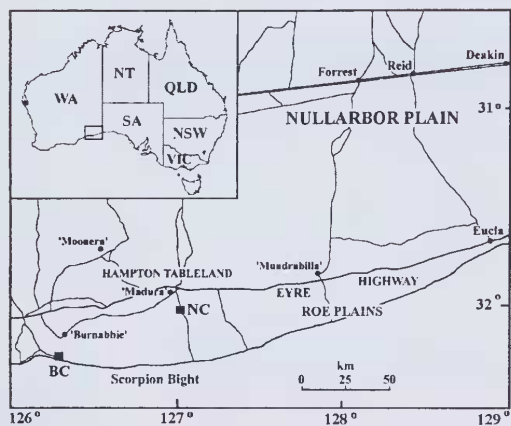 Deakin
Reid
Forrest
NT
WA
QLD
31°
SA
NULLARBOR PLAIN
NSW
VIC
Eucla
'Moonera'
'Mundrabilla'
HAMPTON TABLELAND
HIGHWAY
'Madura'
EYRE
NC
ROE PLAINS
32°
'Burnabbie'
km
BC
Scorpion Bight
0 25 50
126° 127° 128° 129°